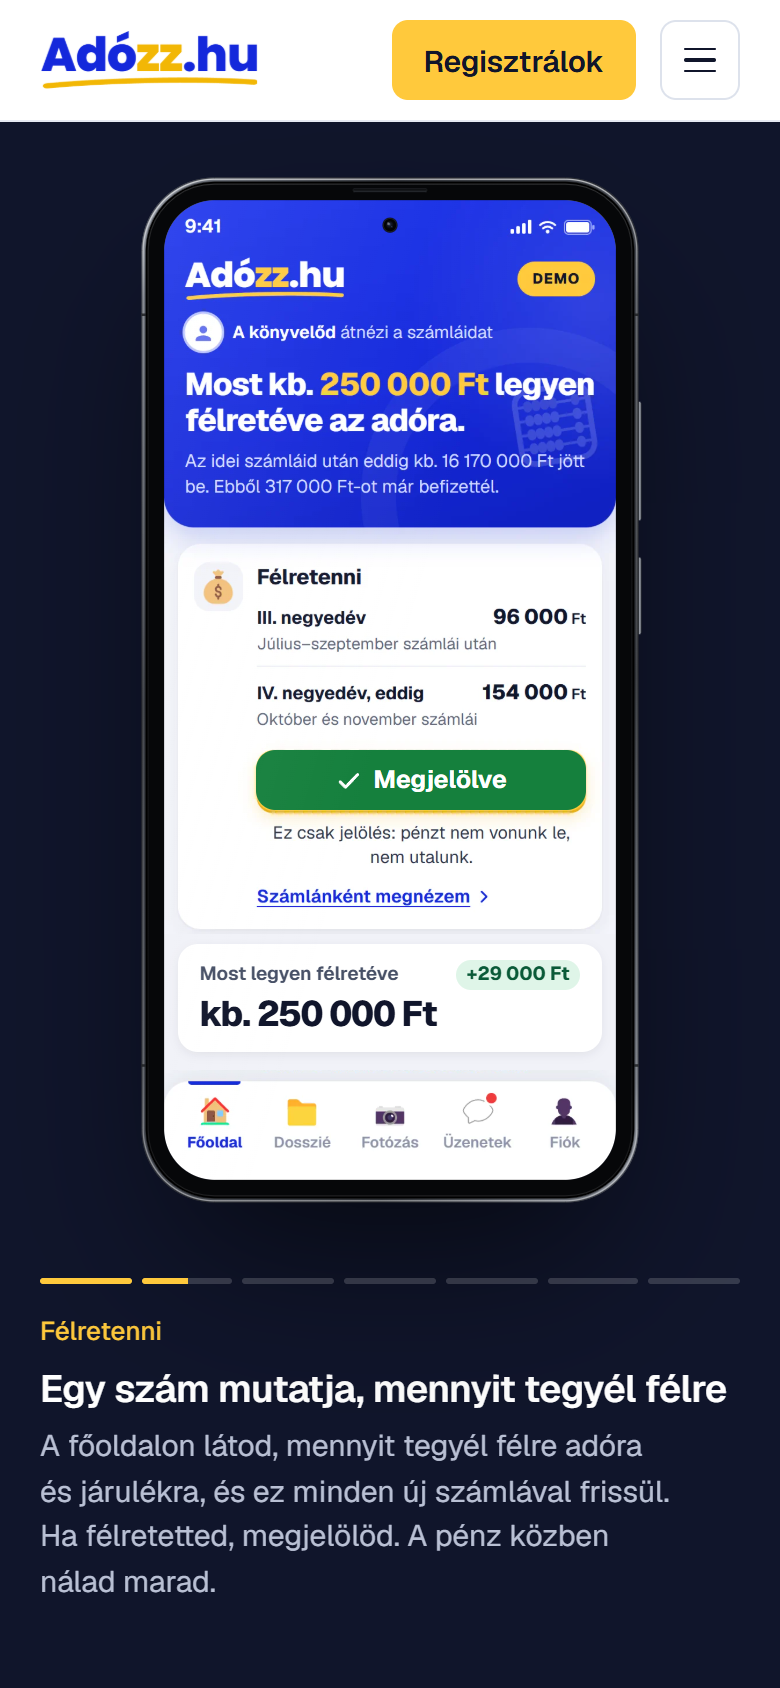 Adózz.hu
Regisztrálok
9:41
Adózz.hu
DEMO
A könyvelőd átnézi a számláidat
Most kb. 250 000 Ft legyen
félretéve az adóra.
Az idei számláid után eddig kb. 16 170 000 Ft jött
be. Ebből 317 000 Ft-ot már befizettél.
Félretenni
III. negyedév 96 000 Ft
Július–szeptember számlái után
IV. negyedév, eddig 154 000 Ft
Október és november számlái
Megjelölve
Ez csak jelölés: pénzt nem vonunk le,
nem utalunk.
Számlánként megnézem
Most legyen félretéve +29 000 Ft
kb. 250 000 Ft
Főoldal Dosszié Fotózás Üzenetek Fiók
Félretenni
Egy szám mutatja, mennyit tegyél félre
A főoldalon látod, mennyit tegyél félre adóra
és járulékra, és ez minden új számlával frissül.
Ha félretetted, megjelölöd. A pénz közben
nálad marad.